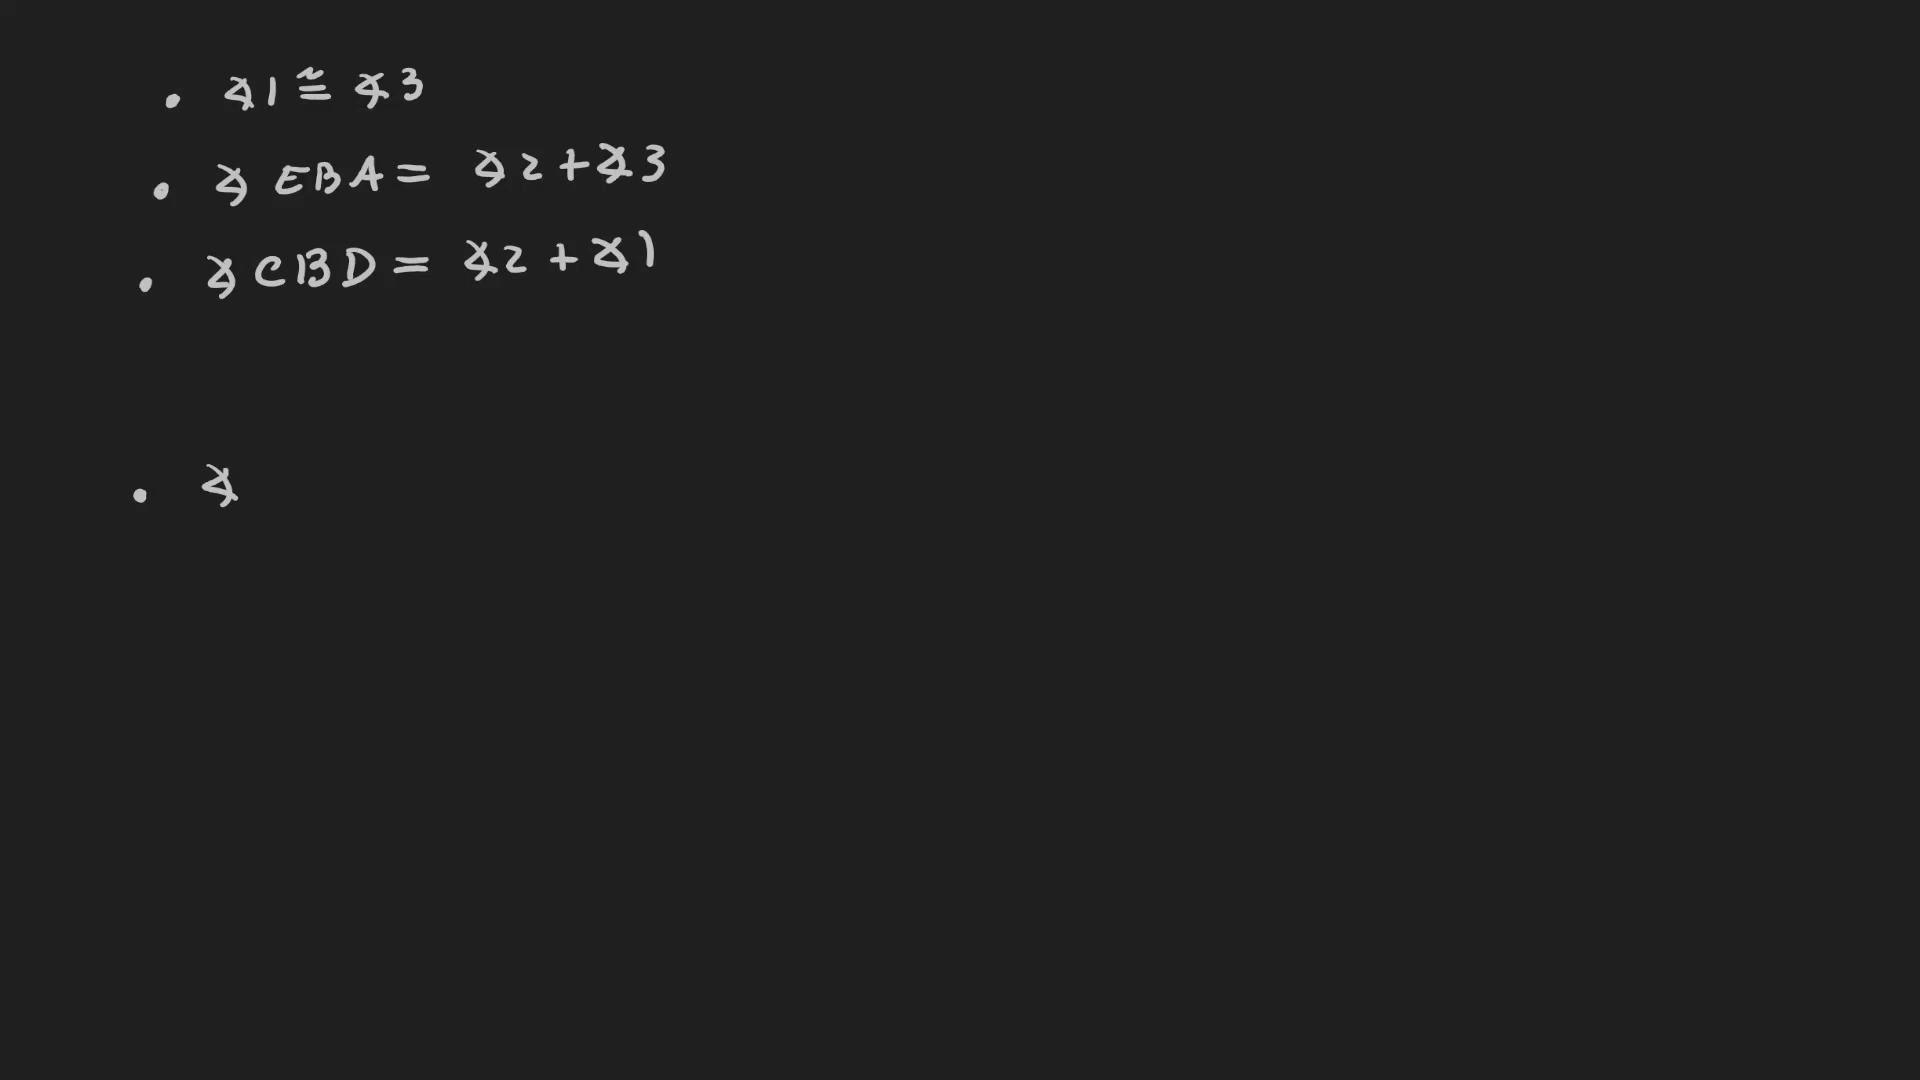 • ∡1 ≅ ∡3
• ∡EBA = ∡2 + ∡3
• ∡CBD = ∡2 + ∡1
• ∡